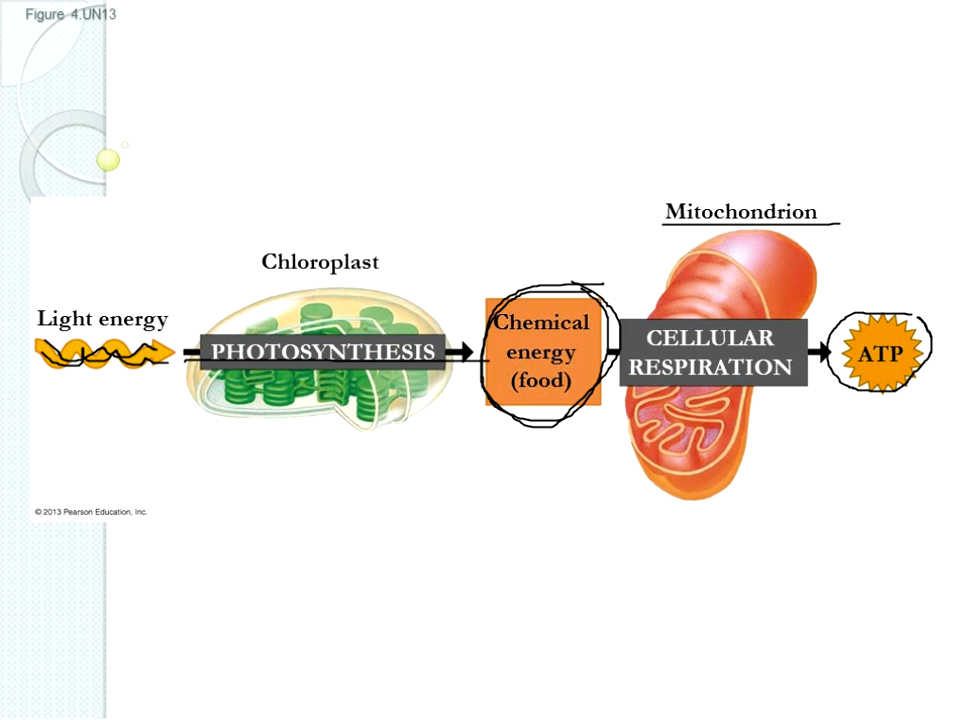 Figure 4.UN13
Mitochondrion
Chloroplast
Light energy
PHOTOSYNTHESIS
Chemical
energy
(food)
CELLULAR
RESPIRATION
ATP
© 2013 Pearson Education, Inc.